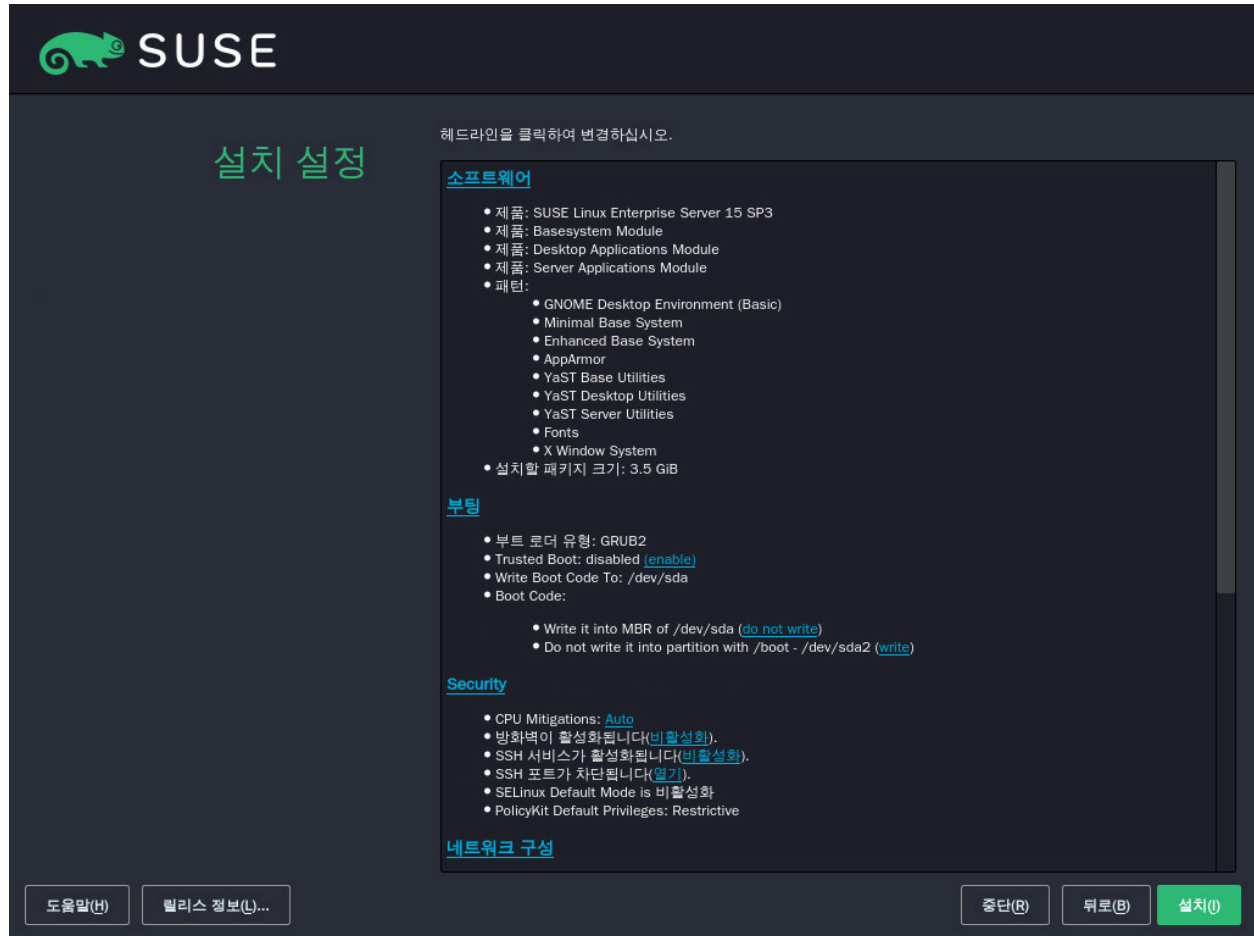 SUSE
설치 설정
헤드라인을 클릭하여 변경하십시오.
소프트웨어
제품: SUSE Linux Enterprise Server 15 SP3
제품: Basesystem Module
제품: Desktop Applications Module
제품: Server Applications Module
패턴:
GNOME Desktop Environment (Basic)
Minimal Base System
Enhanced Base System
AppArmor
YaST Base Utilities
YaST Desktop Utilities
YaST Server Utilities
Fonts
X Window System
설치할 패키지 크기: 3.5 GiB
부팅
부트 로더 유형: GRUB2
Trusted Boot: disabled (enable)
Write Boot Code To: /dev/sda
Boot Code:
Write it into MBR of /dev/sda (do not write)
Do not write it into partition with /boot - /dev/sda2 (write)
Security
CPU Mitigations: Auto
방화벽이 활성화됩니다(비활성화).
SSH 서비스가 활성화됩니다(비활성화).
SSH 포트가 차단됩니다(열기).
SELinux Default Mode is 비활성화
PolicyKit Default Privileges: Restrictive
네트워크 구성
도움말(H) 릴리스 정보(L)... 중단(R) 뒤로(B) 설치(I)